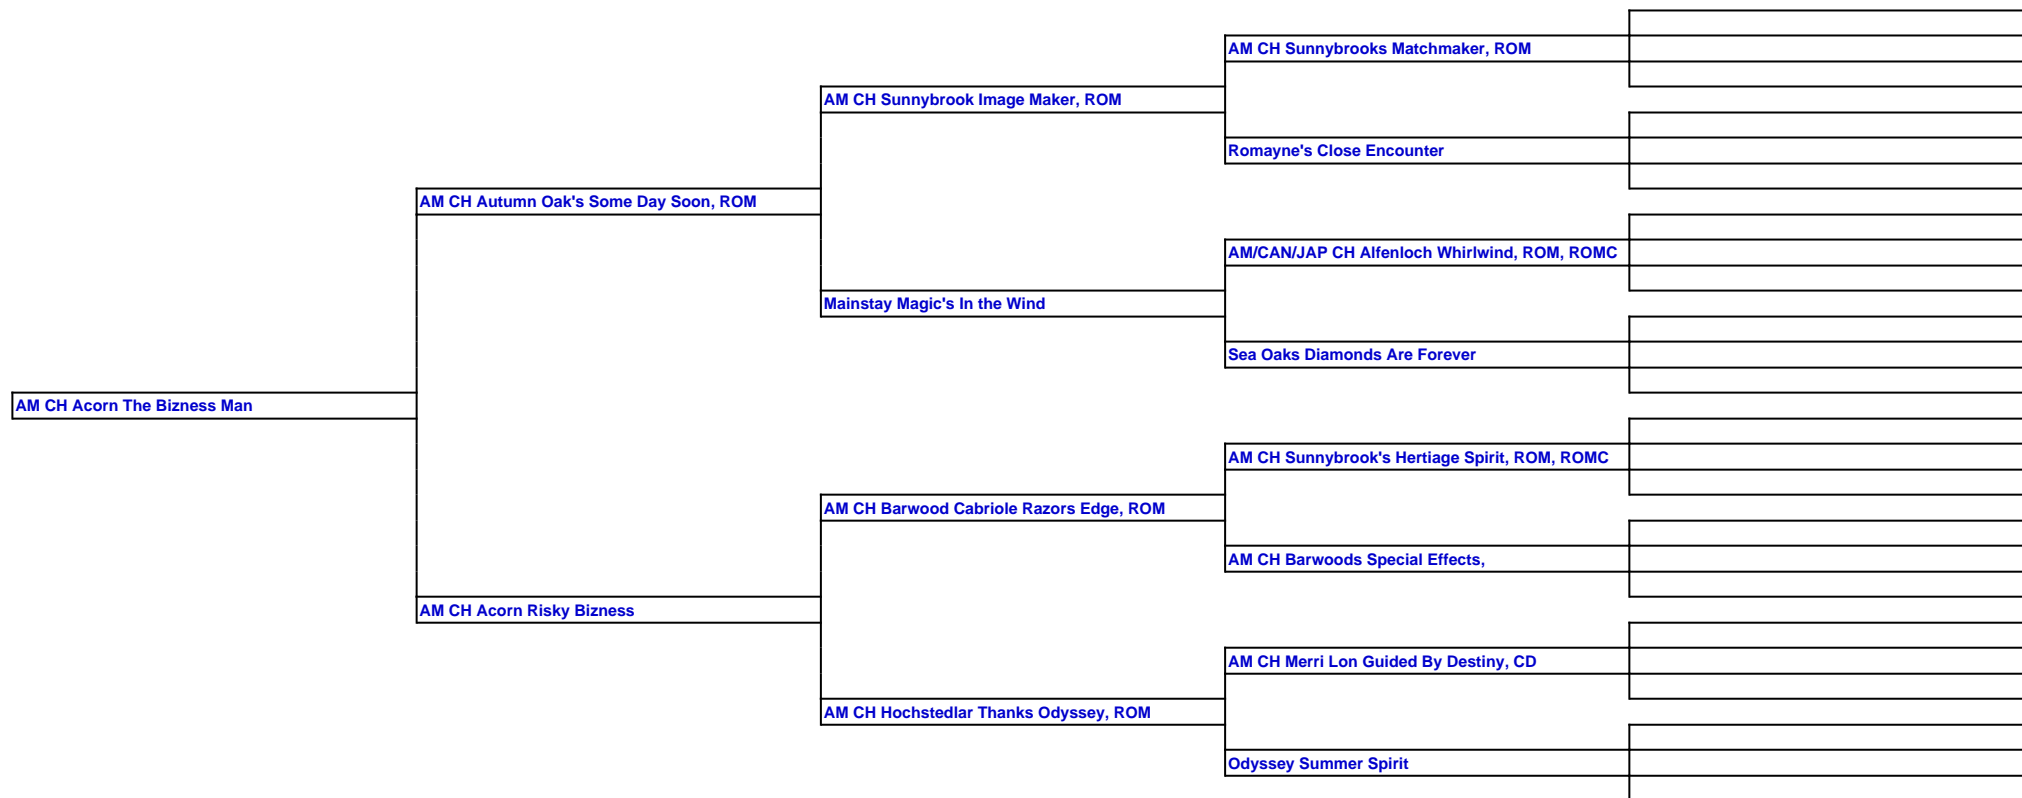 AM CH Sunnybrooks Matchmaker, ROM
AM CH Sunnybrook Image Maker, ROM
Romayne's Close Encounter
AM CH Autumn Oak's Some Day Soon, ROM
AM/CAN/JAP CH Alfenloch Whirlwind, ROM, ROMC
Mainstay Magic's In the Wind
Sea Oaks Diamonds Are Forever
AM CH Acorn The Bizness Man
AM CH Sunnybrook's Hertiage Spirit, ROM, ROMC
AM CH Barwood Cabriole Razors Edge, ROM
AM CH Barwoods Special Effects,
AM CH Acorn Risky Bizness
AM CH Merri Lon Guided By Destiny, CD
AM CH Hochstedlar Thanks Odyssey, ROM
Odyssey Summer Spirit